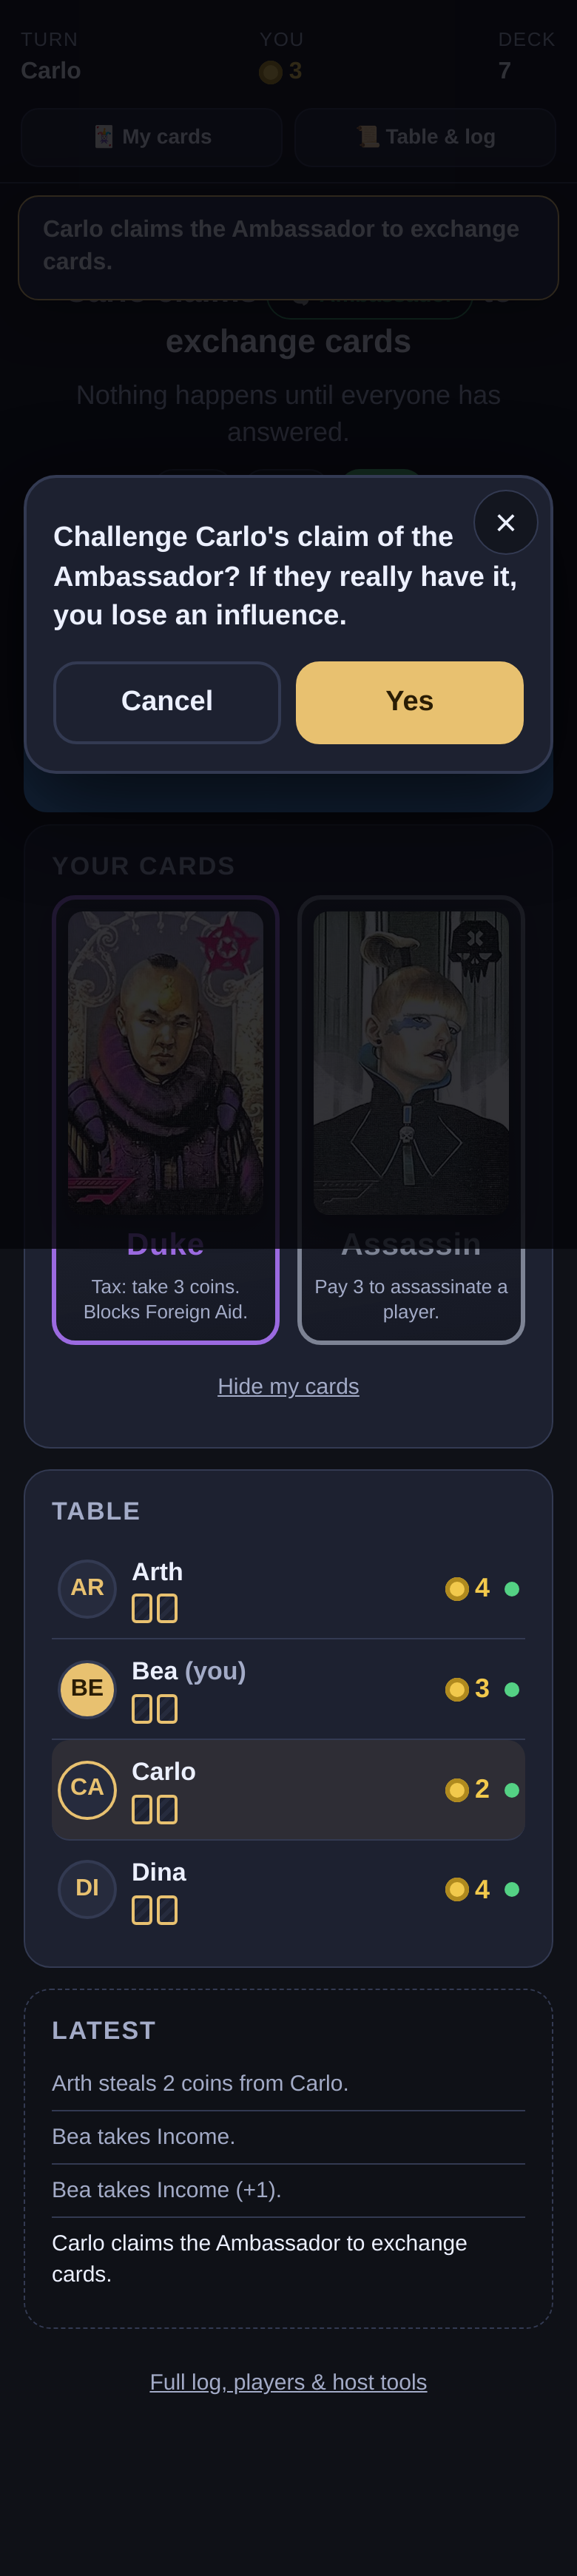 TURN
YOU
DECK
Carlo
3
7
My cards
Table & log
Carlo claims the Ambassador to exchange
cards.
exchange cards
Nothing happens until everyone has
answered.
Challenge Carlo's claim of the
Ambassador? If they really have it,
you lose an influence.
Cancel
Yes
YOUR CARDS
Duke
Assassin
Tax: take 3 coins.
Blocks Foreign Aid.
Pay 3 to assassinate a
player.
Hide my cards
TABLE
AR
Arth
4
BE
Bea (you)
3
CA
Carlo
2
DI
Dina
4
LATEST
Arth steals 2 coins from Carlo.
Bea takes Income.
Bea takes Income (+1).
Carlo claims the Ambassador to exchange
cards.
Full log, players & host tools